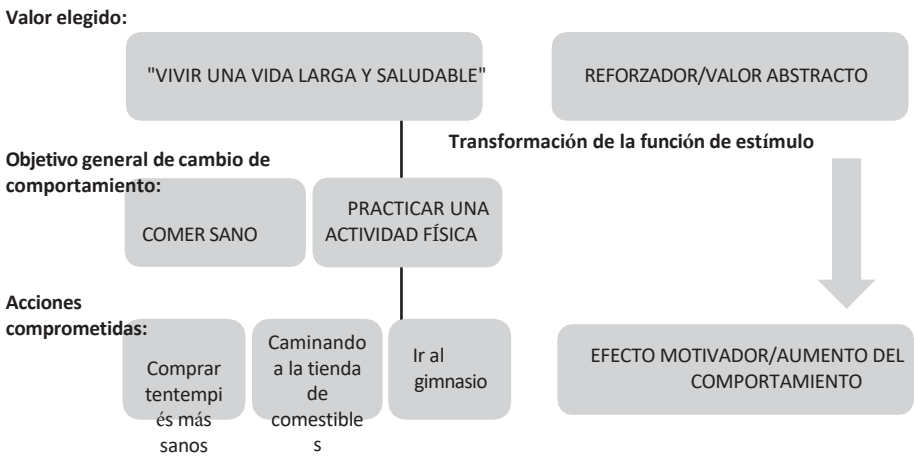 Valor elegido:
"VIVIR UNA VIDA LARGA Y SALUDABLE"
REFORZADOR/VALOR ABSTRACTO
Transformación de la función de estímulo
Objetivo general de cambio de
comportamiento:
COMER SANO
PRACTICAR UNA
ACTIVIDAD FÍSICA
Acciones
comprometidas:
Comprar
tentempi
és más
sanos
Caminando
a la tienda
de
comestible
s
Ir al
gimnasio
EFECTO MOTIVADOR/AUMENTO DEL
COMPORTAMIENTO